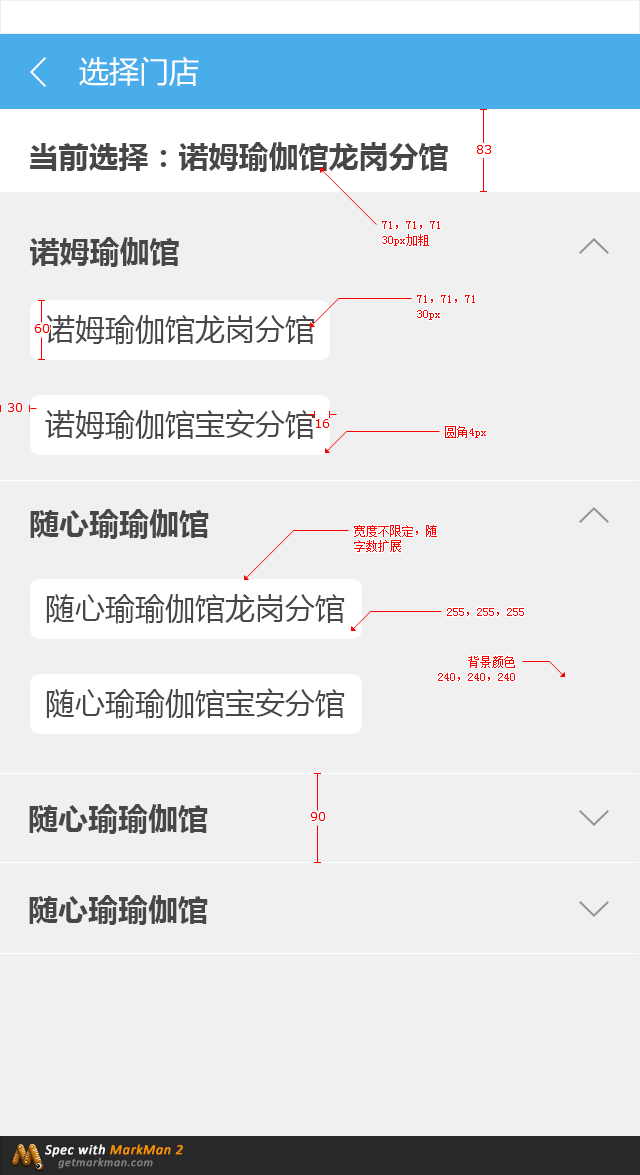 选择门店
当前选择：诺姆瑜伽馆龙岗分馆
83
71，71，71
30px加粗
诺姆瑜伽馆
60
诺姆瑜伽馆龙岗分馆
71，71，71
30px
30
诺姆瑜伽馆宝安分馆
16
圆角4px
随心瑜瑜伽馆
宽度不限定，随
字数扩展
随心瑜瑜伽馆龙岗分馆
255，255，255
背景颜色
240，240，240
随心瑜瑜伽馆宝安分馆
随心瑜瑜伽馆
90
随心瑜瑜伽馆
Spec with MarkMan 2
getmarkman.com